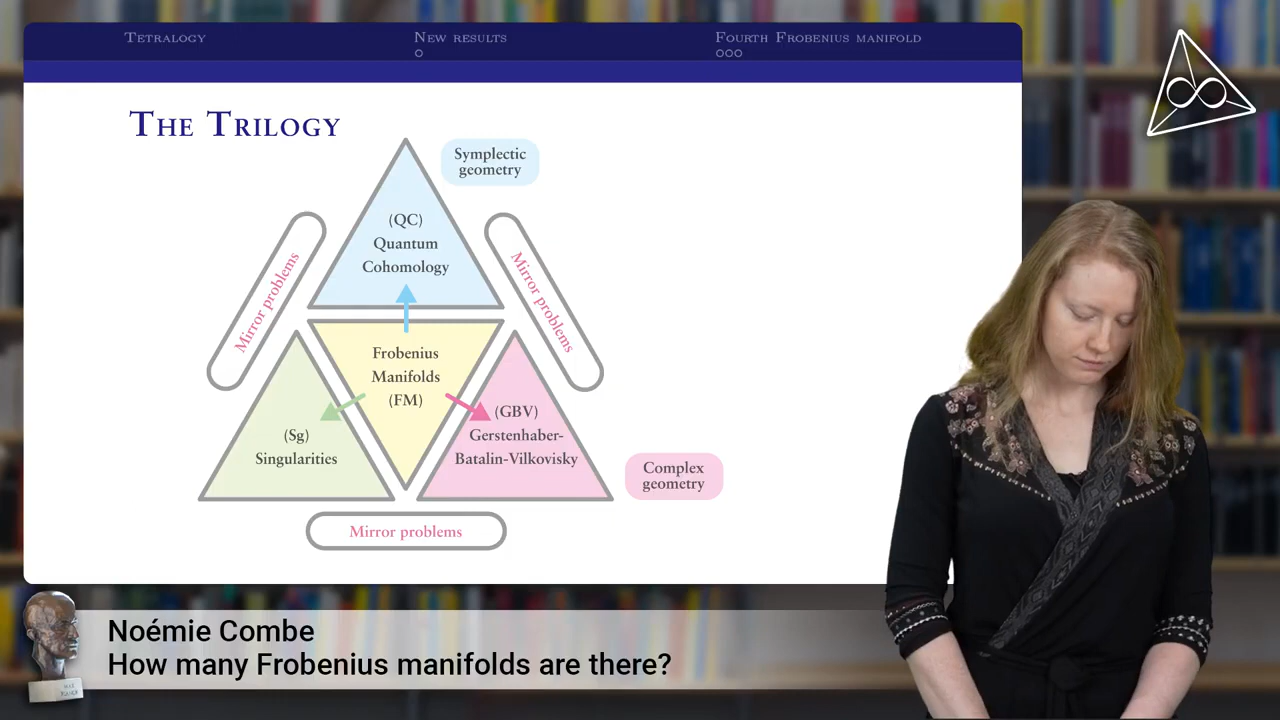 Tetralogy
New results
Fourth Frobenius manifold
The Trilogy
Symplectic
geometry
(QC)
Quantum
Cohomology
Mirror problems
Mirror problems
Frobenius
Manifolds
(FM)
(Sg)
Singularities
(GBV)
Gerstenhaber-
Batalin-Vilkovisky
Complex
geometry
Mirror problems
Noémie Combe
How many Frobenius manifolds are there?